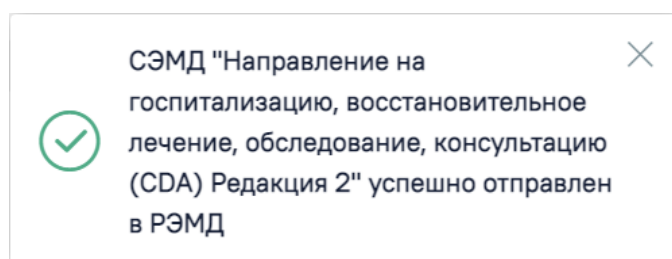 СЭМД "Направление на
госпитализацию, восстановительное
лечение, обследование, консультацию
(CDA) Редакция 2" успешно отправлен
в РЭМД